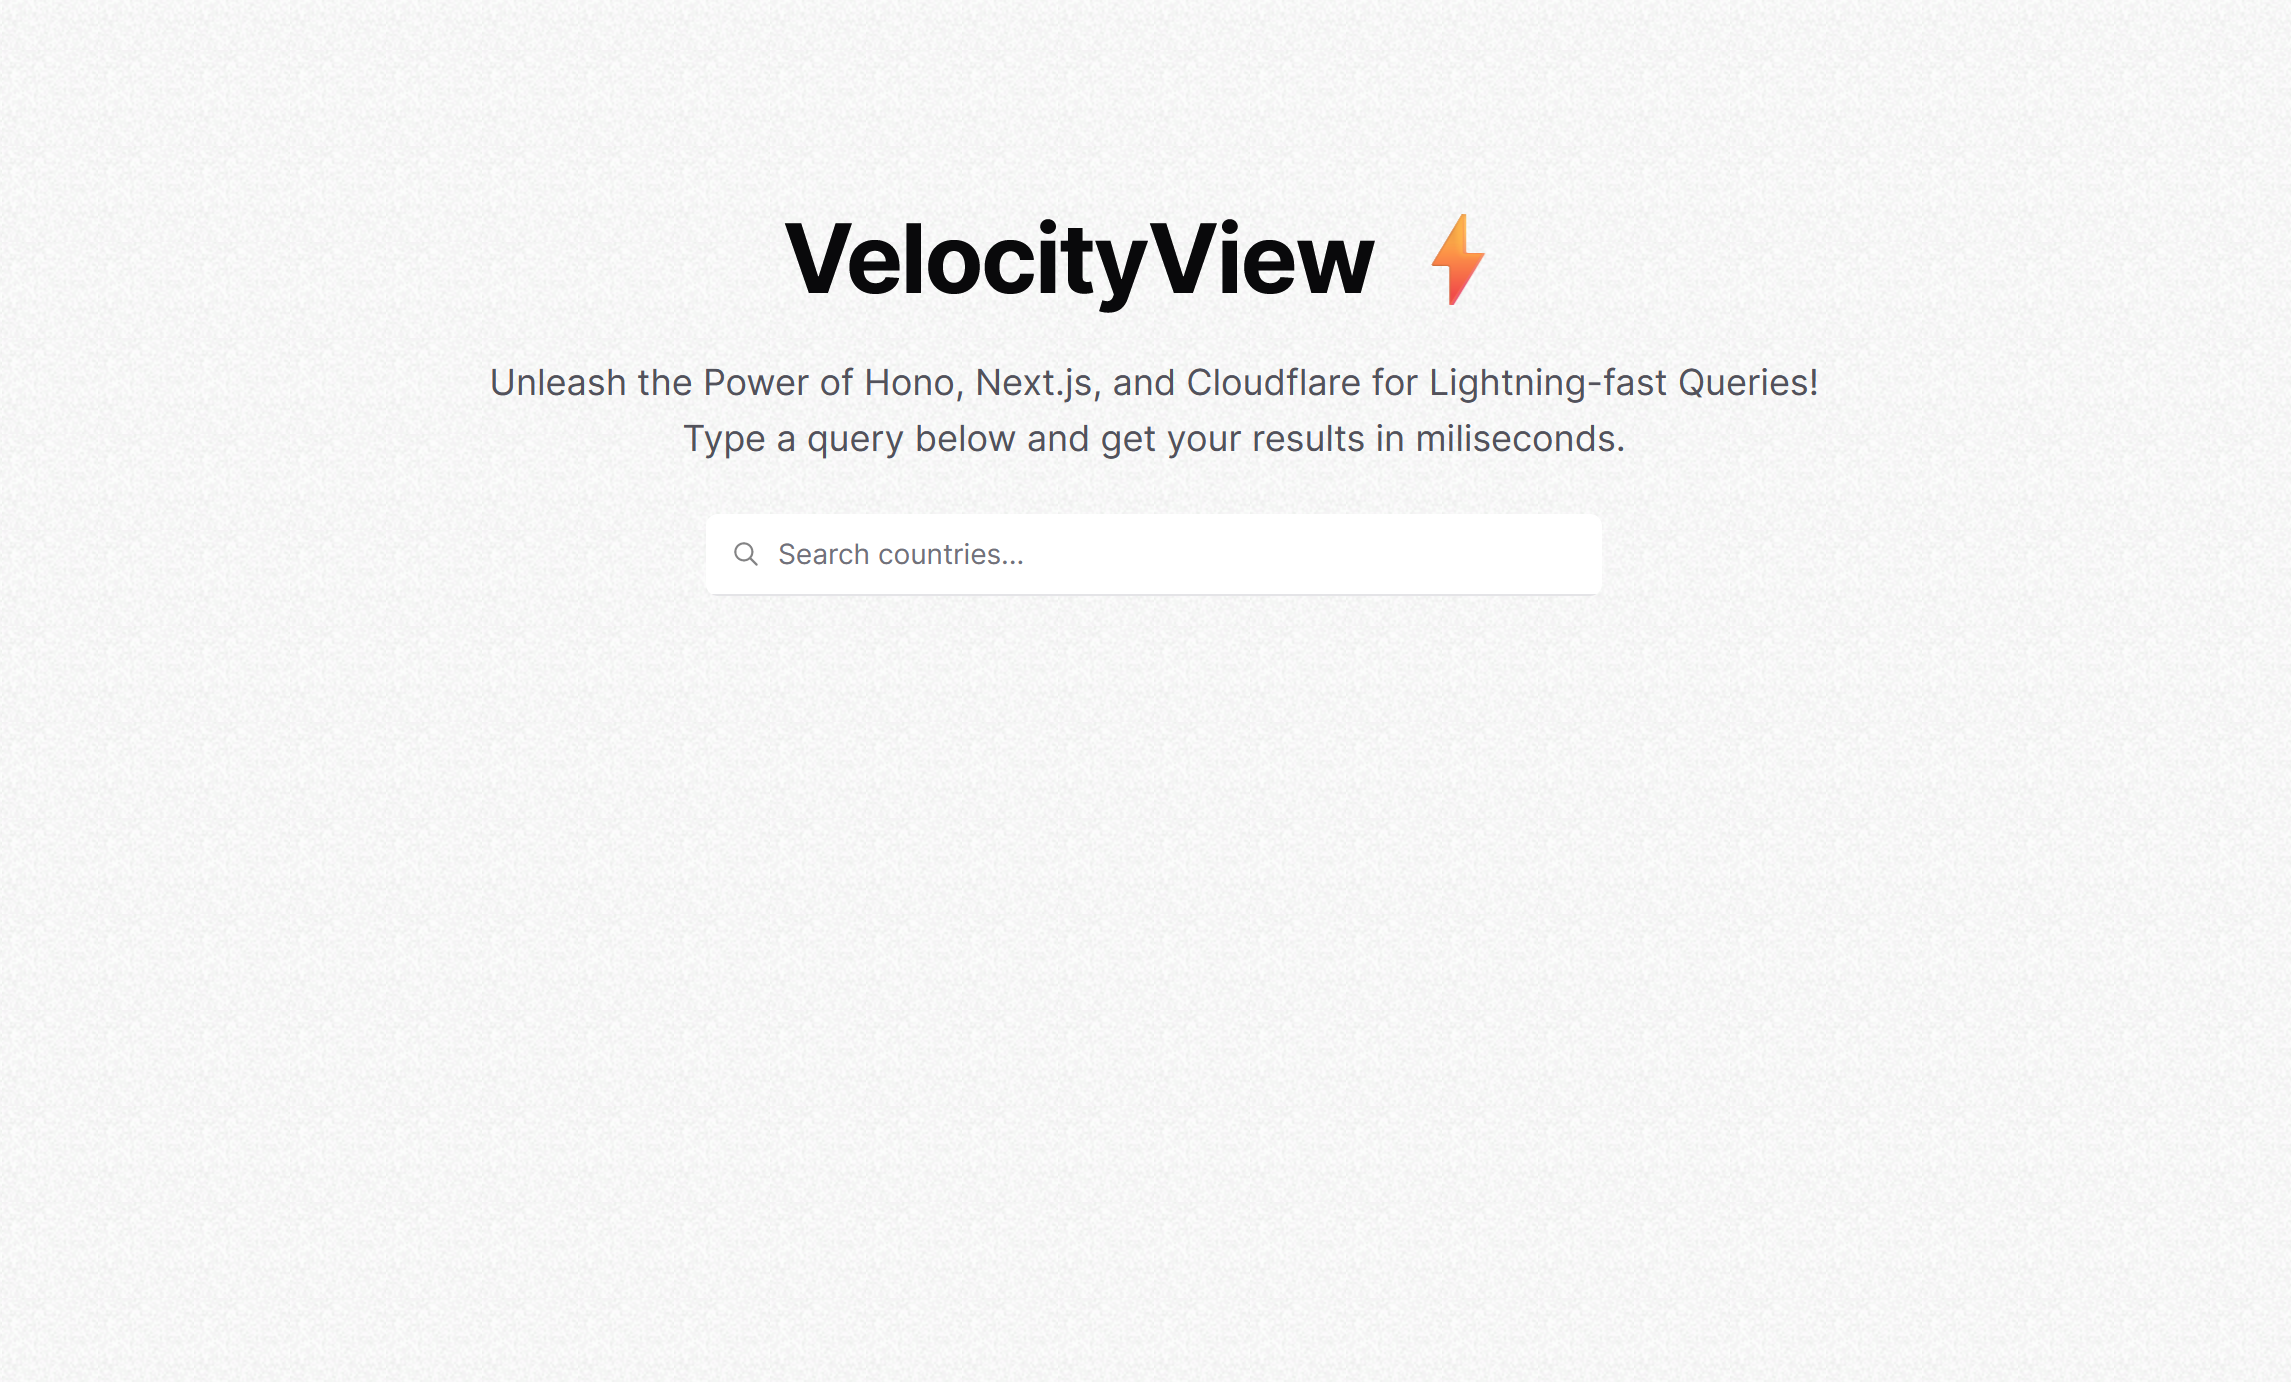 VelocityView ⚡
Unleash the Power of Hono, Next.js, and Cloudflare for Lightning-fast Queries!
Type a query below and get your results in miliseconds.
Search countries...